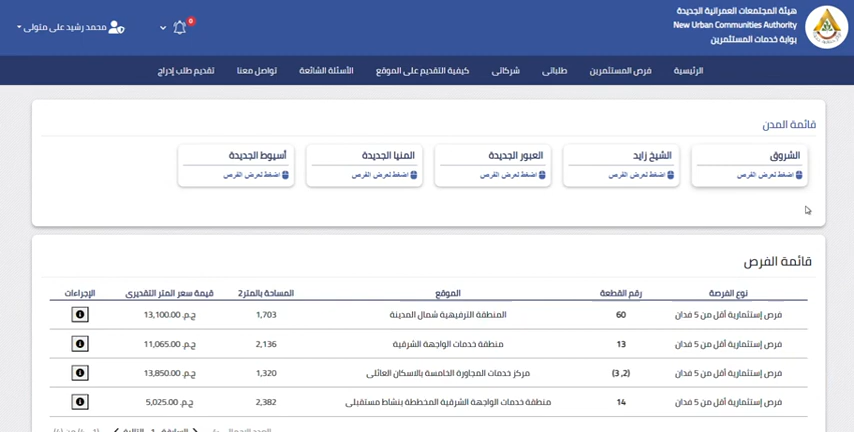 هيئة المجتمعات العمرانية الجديدة
New Urban Communities Authority
بوابة خدمات المستثمرين
0
محمد رشيد على متولى
الرئيسية فرص المستثمرين طلباتى شركاتى كيفية التقديم على الموقع الأسئلة الشائعة تواصل معنا تقديم طلب إدراج
قائمة المدن
الشروق الشيخ زايد العبور الجديدة المنيا الجديدة أسيوط الجديدة
اضغط لعرض الفرص اضغط لعرض الفرص اضغط لعرض الفرص اضغط لعرض الفرص اضغط لعرض الفرص
قائمة الفرص
نوع الفرصة رقم القطعة الموقع المساحة بالمتر2 قيمة سعر المتر التقديرى الإجراءات
فرص إستثمارية أقل من 5 فدان 60 المنطقة الترفيهية شمال المدينة 1,703 ج.م. 13,100.00
فرص إستثمارية أقل من 5 فدان 13 منطقة خدمات الواجهة الشرقية 2,136 ج.م. 11,065.00
فرص إستثمارية أقل من 5 فدان (2, 3) مركز خدمات المجاورة الخامسة بالاسكان العائلى 1,320 ج.م. 13,850.00
فرص إستثمارية أقل من 5 فدان 14 منطقة خدمات الواجهة الشرقية المخططة بنشاط مستقبلى 2,382 ج.م. 5,025.00